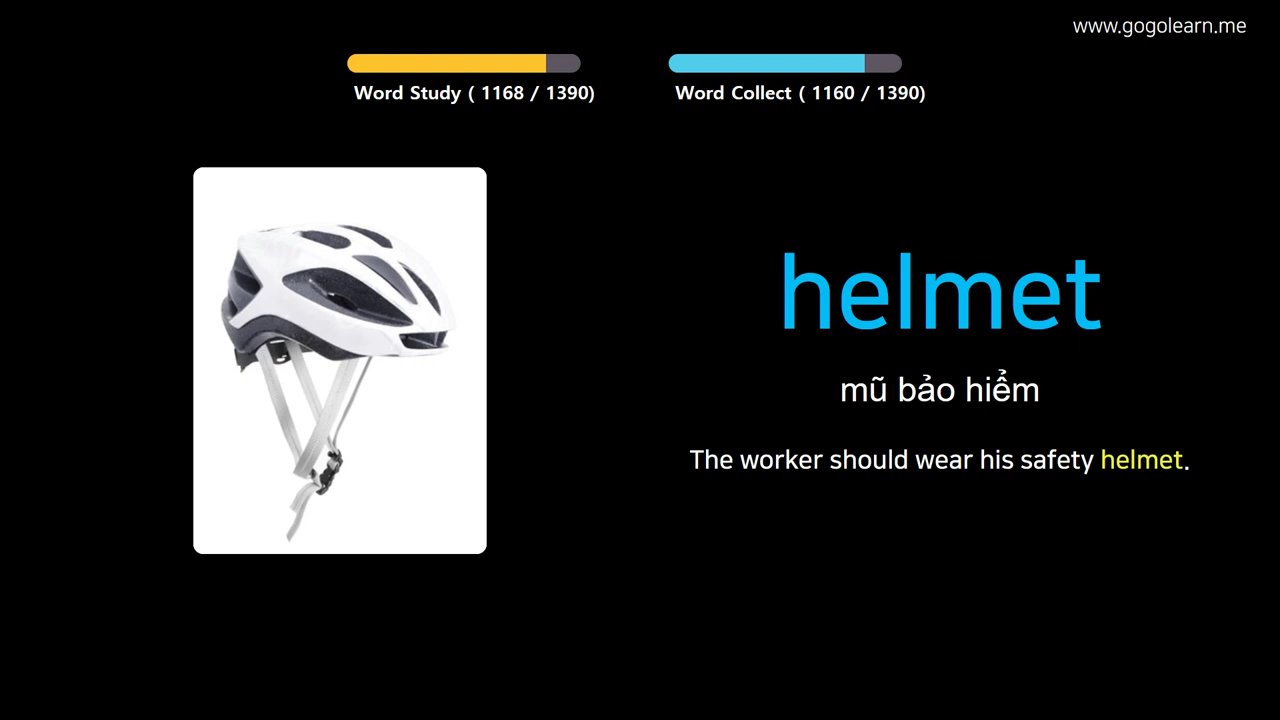 www.gogolearn.me
Word Study ( 1168 / 1390)
Word Collect ( 1160 / 1390)
helmet
mũ bảo hiểm
The worker should wear his safety helmet.